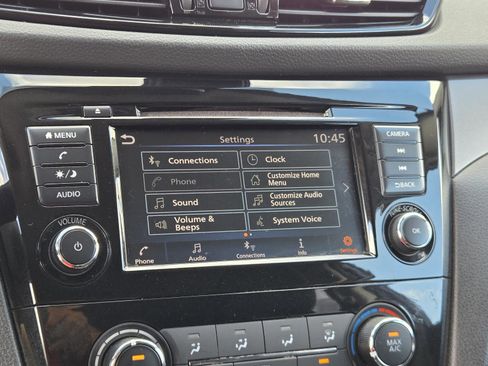 MENU
AUDIO
VOLUME
Settings
10:45
Connections
Clock
Phone
Customize Home
Menu
Sound
Customize Audio
Sources
Volume &
Beeps
System Voice
Phone
Audio
Connections
Info
Settings
CAMERA
BACK
TUNE·SCROLL
OK
MAX
A/C